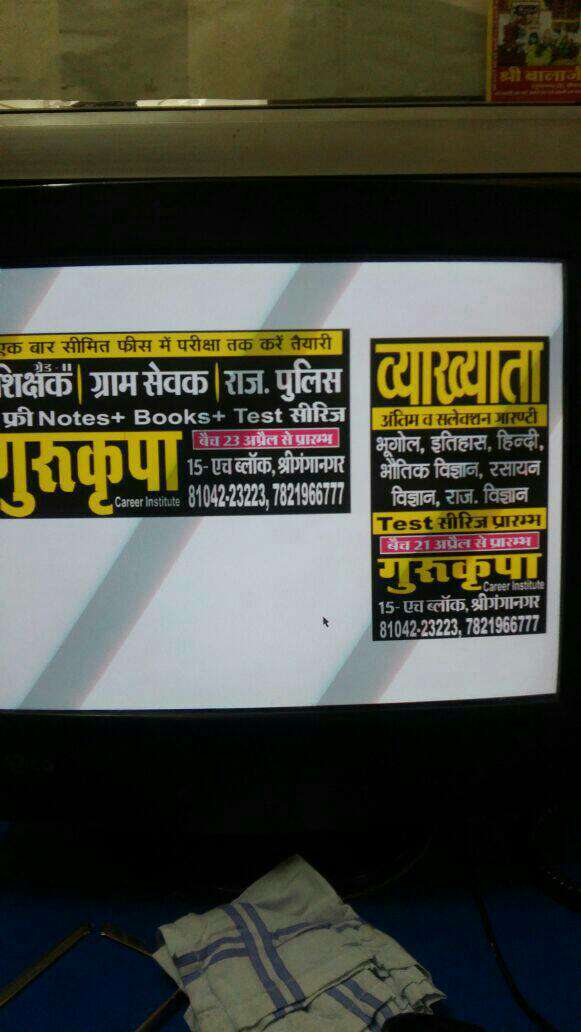 श्री बालाज
एक बार सीमित फीस में परीक्षा तक करें तैयारी
ग्रेड - II
शिक्षक | ग्राम सेवक | राज. पुलिस
फ्री Notes+ Books+ Test सीरिज
गुरूकृपा
Career Institute
बैच 23 अप्रैल से प्रारम्भ
15- एच ब्लॉक, श्रीगंगानगर
81042-23223, 7821966777
व्याख्याता
अंतिम व सलेक्शन गारण्टी
भूगोल, इतिहास, हिन्दी,
भौतिक विज्ञान, रसायन
विज्ञान, राज. विज्ञान
Test सीरिज प्रारम्भ
बैच 21 अप्रैल से प्रारम्भ
गुरूकृपा
Career Institute
15- एच ब्लॉक, श्रीगंगानगर
81042-23223, 7821966777